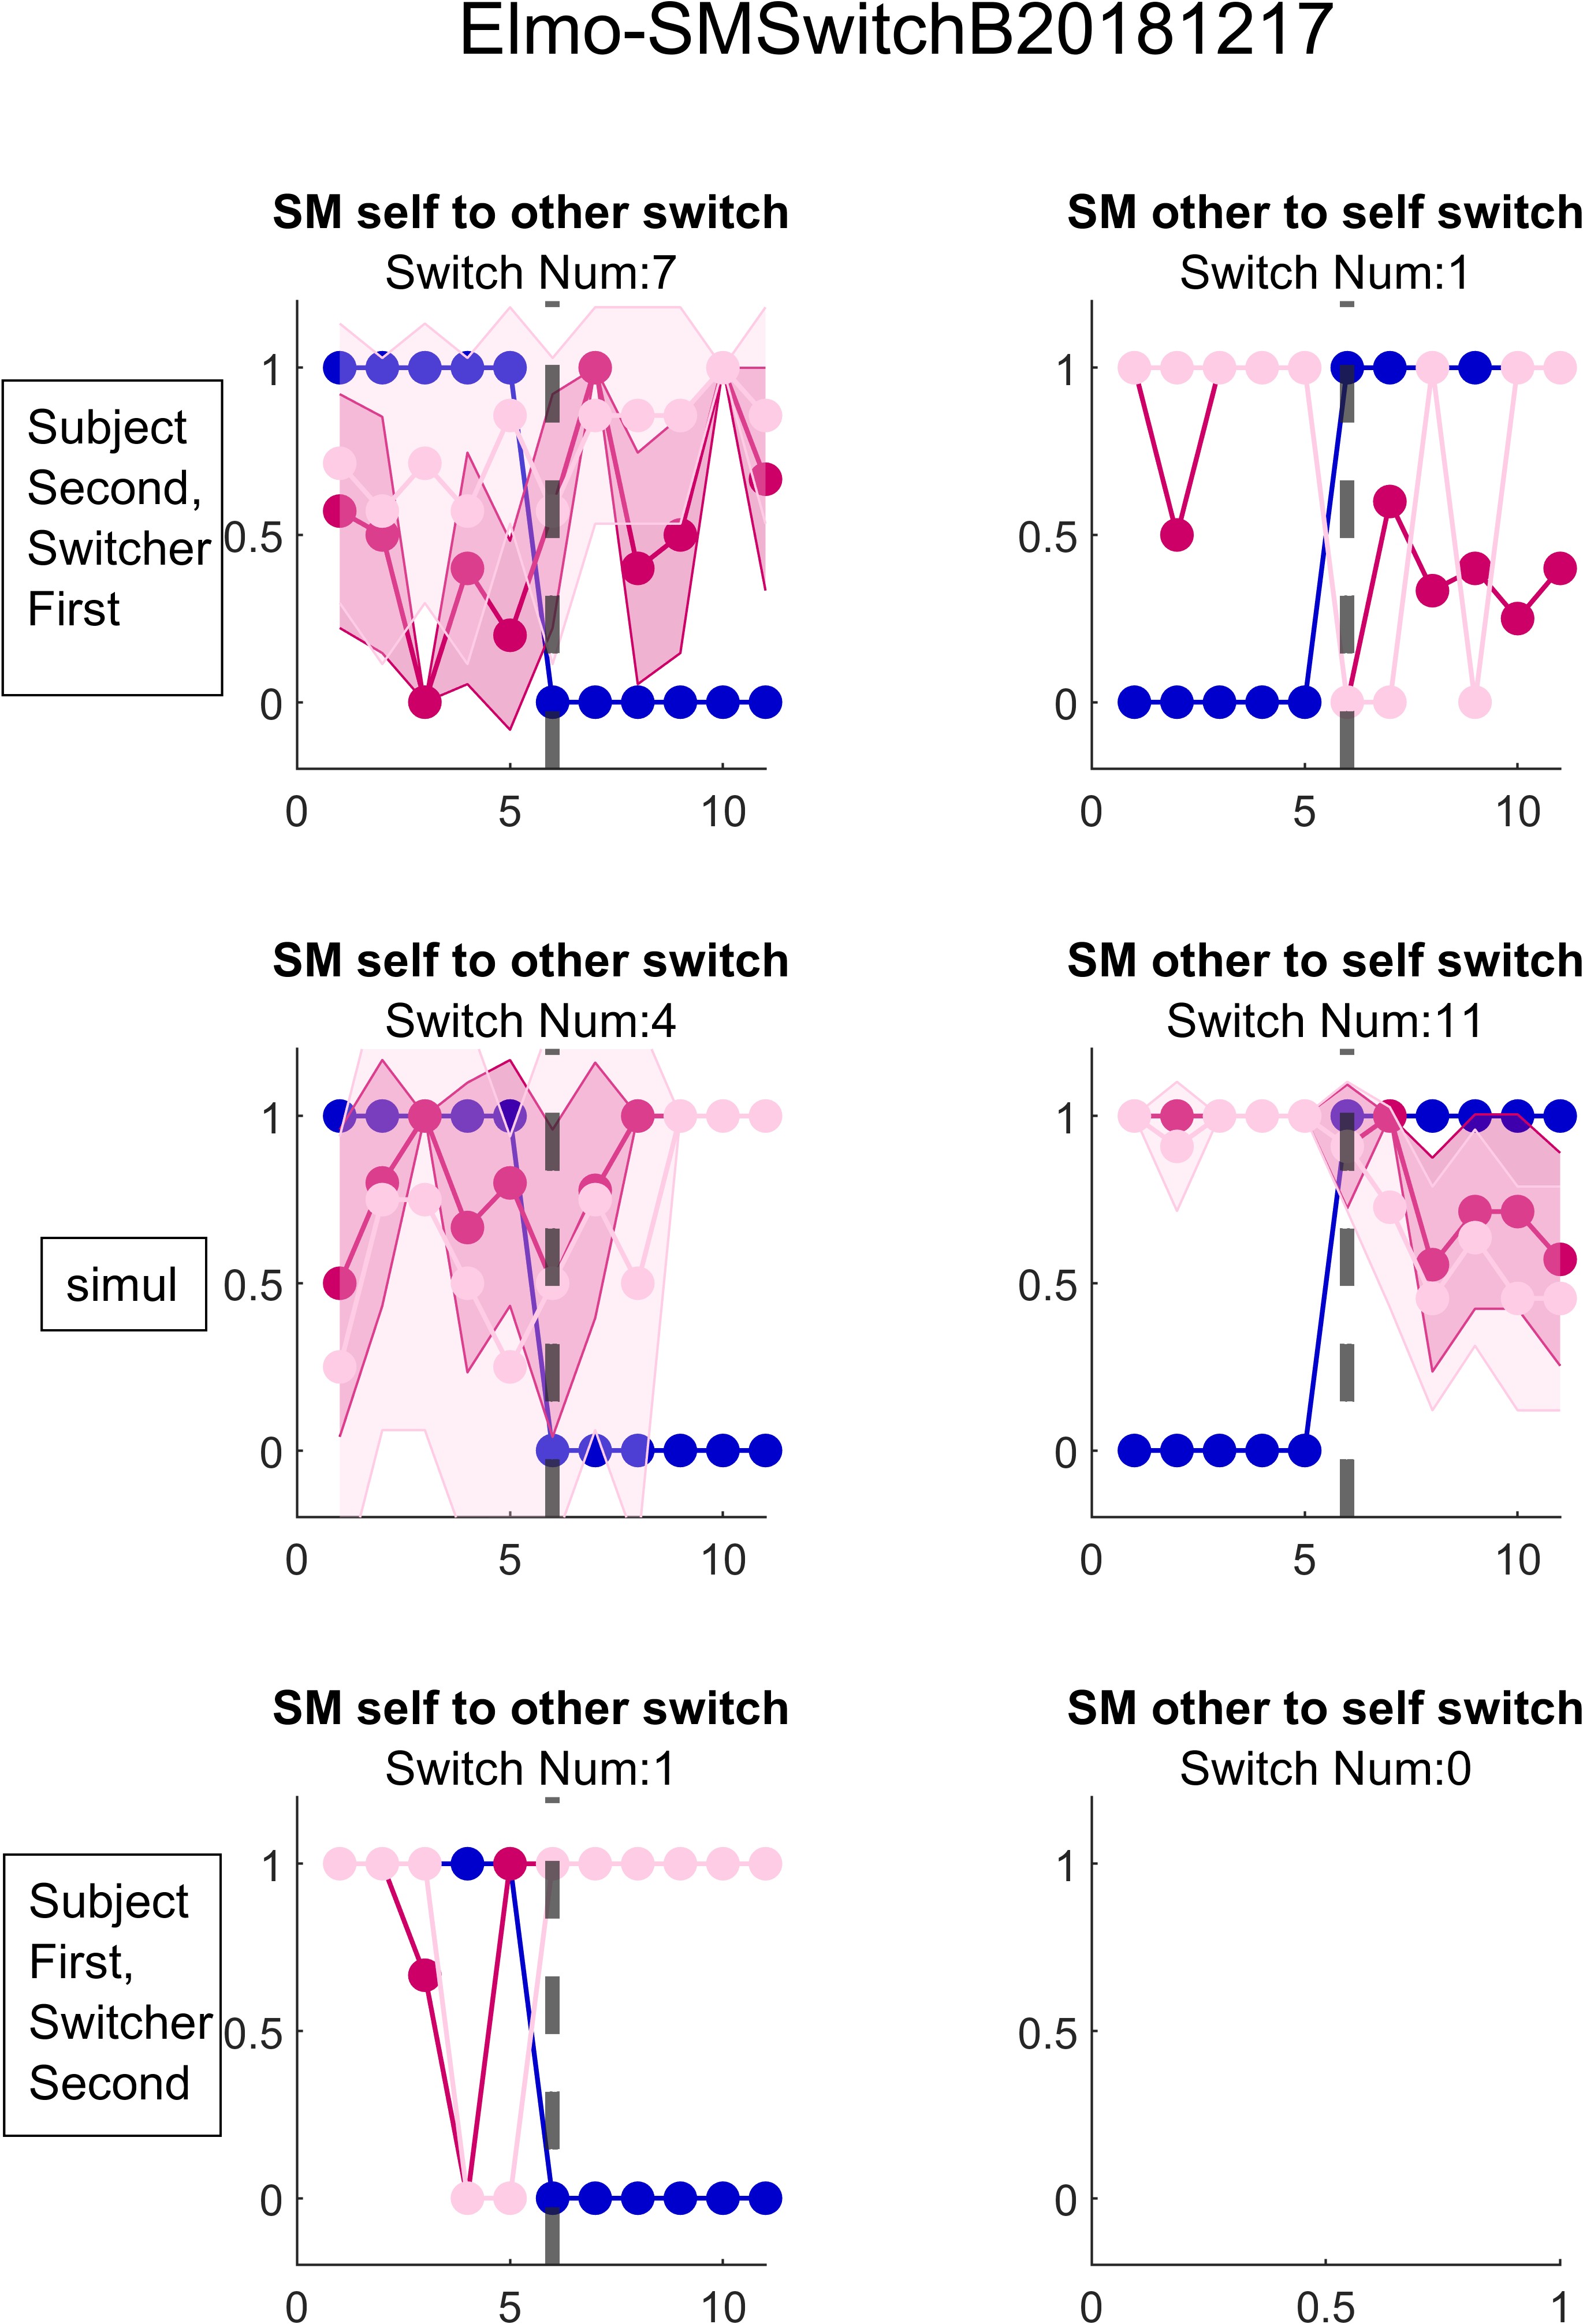 Elmo-SMSwitchB20181217
SM self to other switch
Switch Num:7
SM other to self switch
Switch Num:1
Subject
Second,
Switcher
First
1
0.5
0
0 5 10
1
0.5
0
0 5 10
SM self to other switch
Switch Num:4
SM other to self switch
Switch Num:11
simul
1
0.5
0
0 5 10
1
0.5
0
0 5 10
SM self to other switch
Switch Num:1
SM other to self switch
Switch Num:0
Subject
First,
Switcher
Second
1
0.5
0
0 5 10
1
0.5
0
0 0.5 1